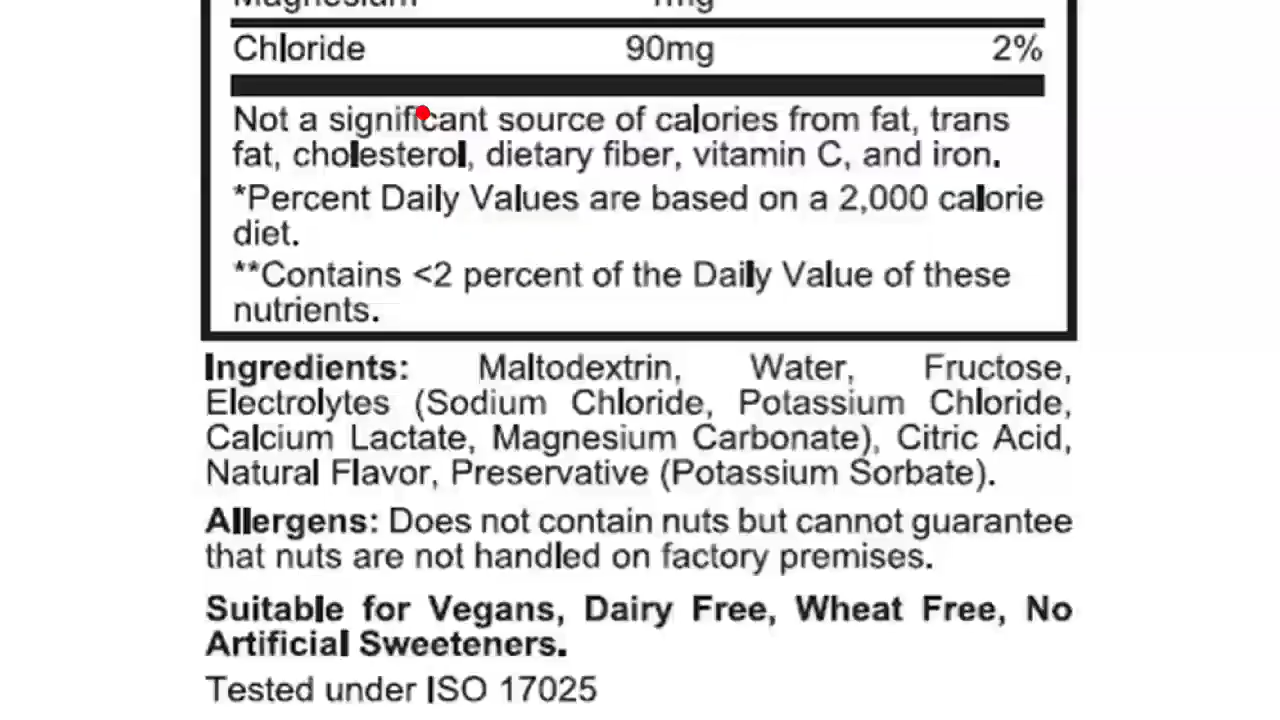 Magnesium 1mg
Chloride 90mg 2%
Not a significant source of calories from fat, trans
fat, cholesterol, dietary fiber, vitamin C, and iron.
*Percent Daily Values are based on a 2,000 calorie
diet.
**Contains <2 percent of the Daily Value of these
nutrients.
Ingredients: Maltodextrin, Water, Fructose,
Electrolytes (Sodium Chloride, Potassium Chloride,
Calcium Lactate, Magnesium Carbonate), Citric Acid,
Natural Flavor, Preservative (Potassium Sorbate).
Allergens: Does not contain nuts but cannot guarantee
that nuts are not handled on factory premises.
Suitable for Vegans, Dairy Free, Wheat Free, No
Artificial Sweeteners.
Tested under ISO 17025